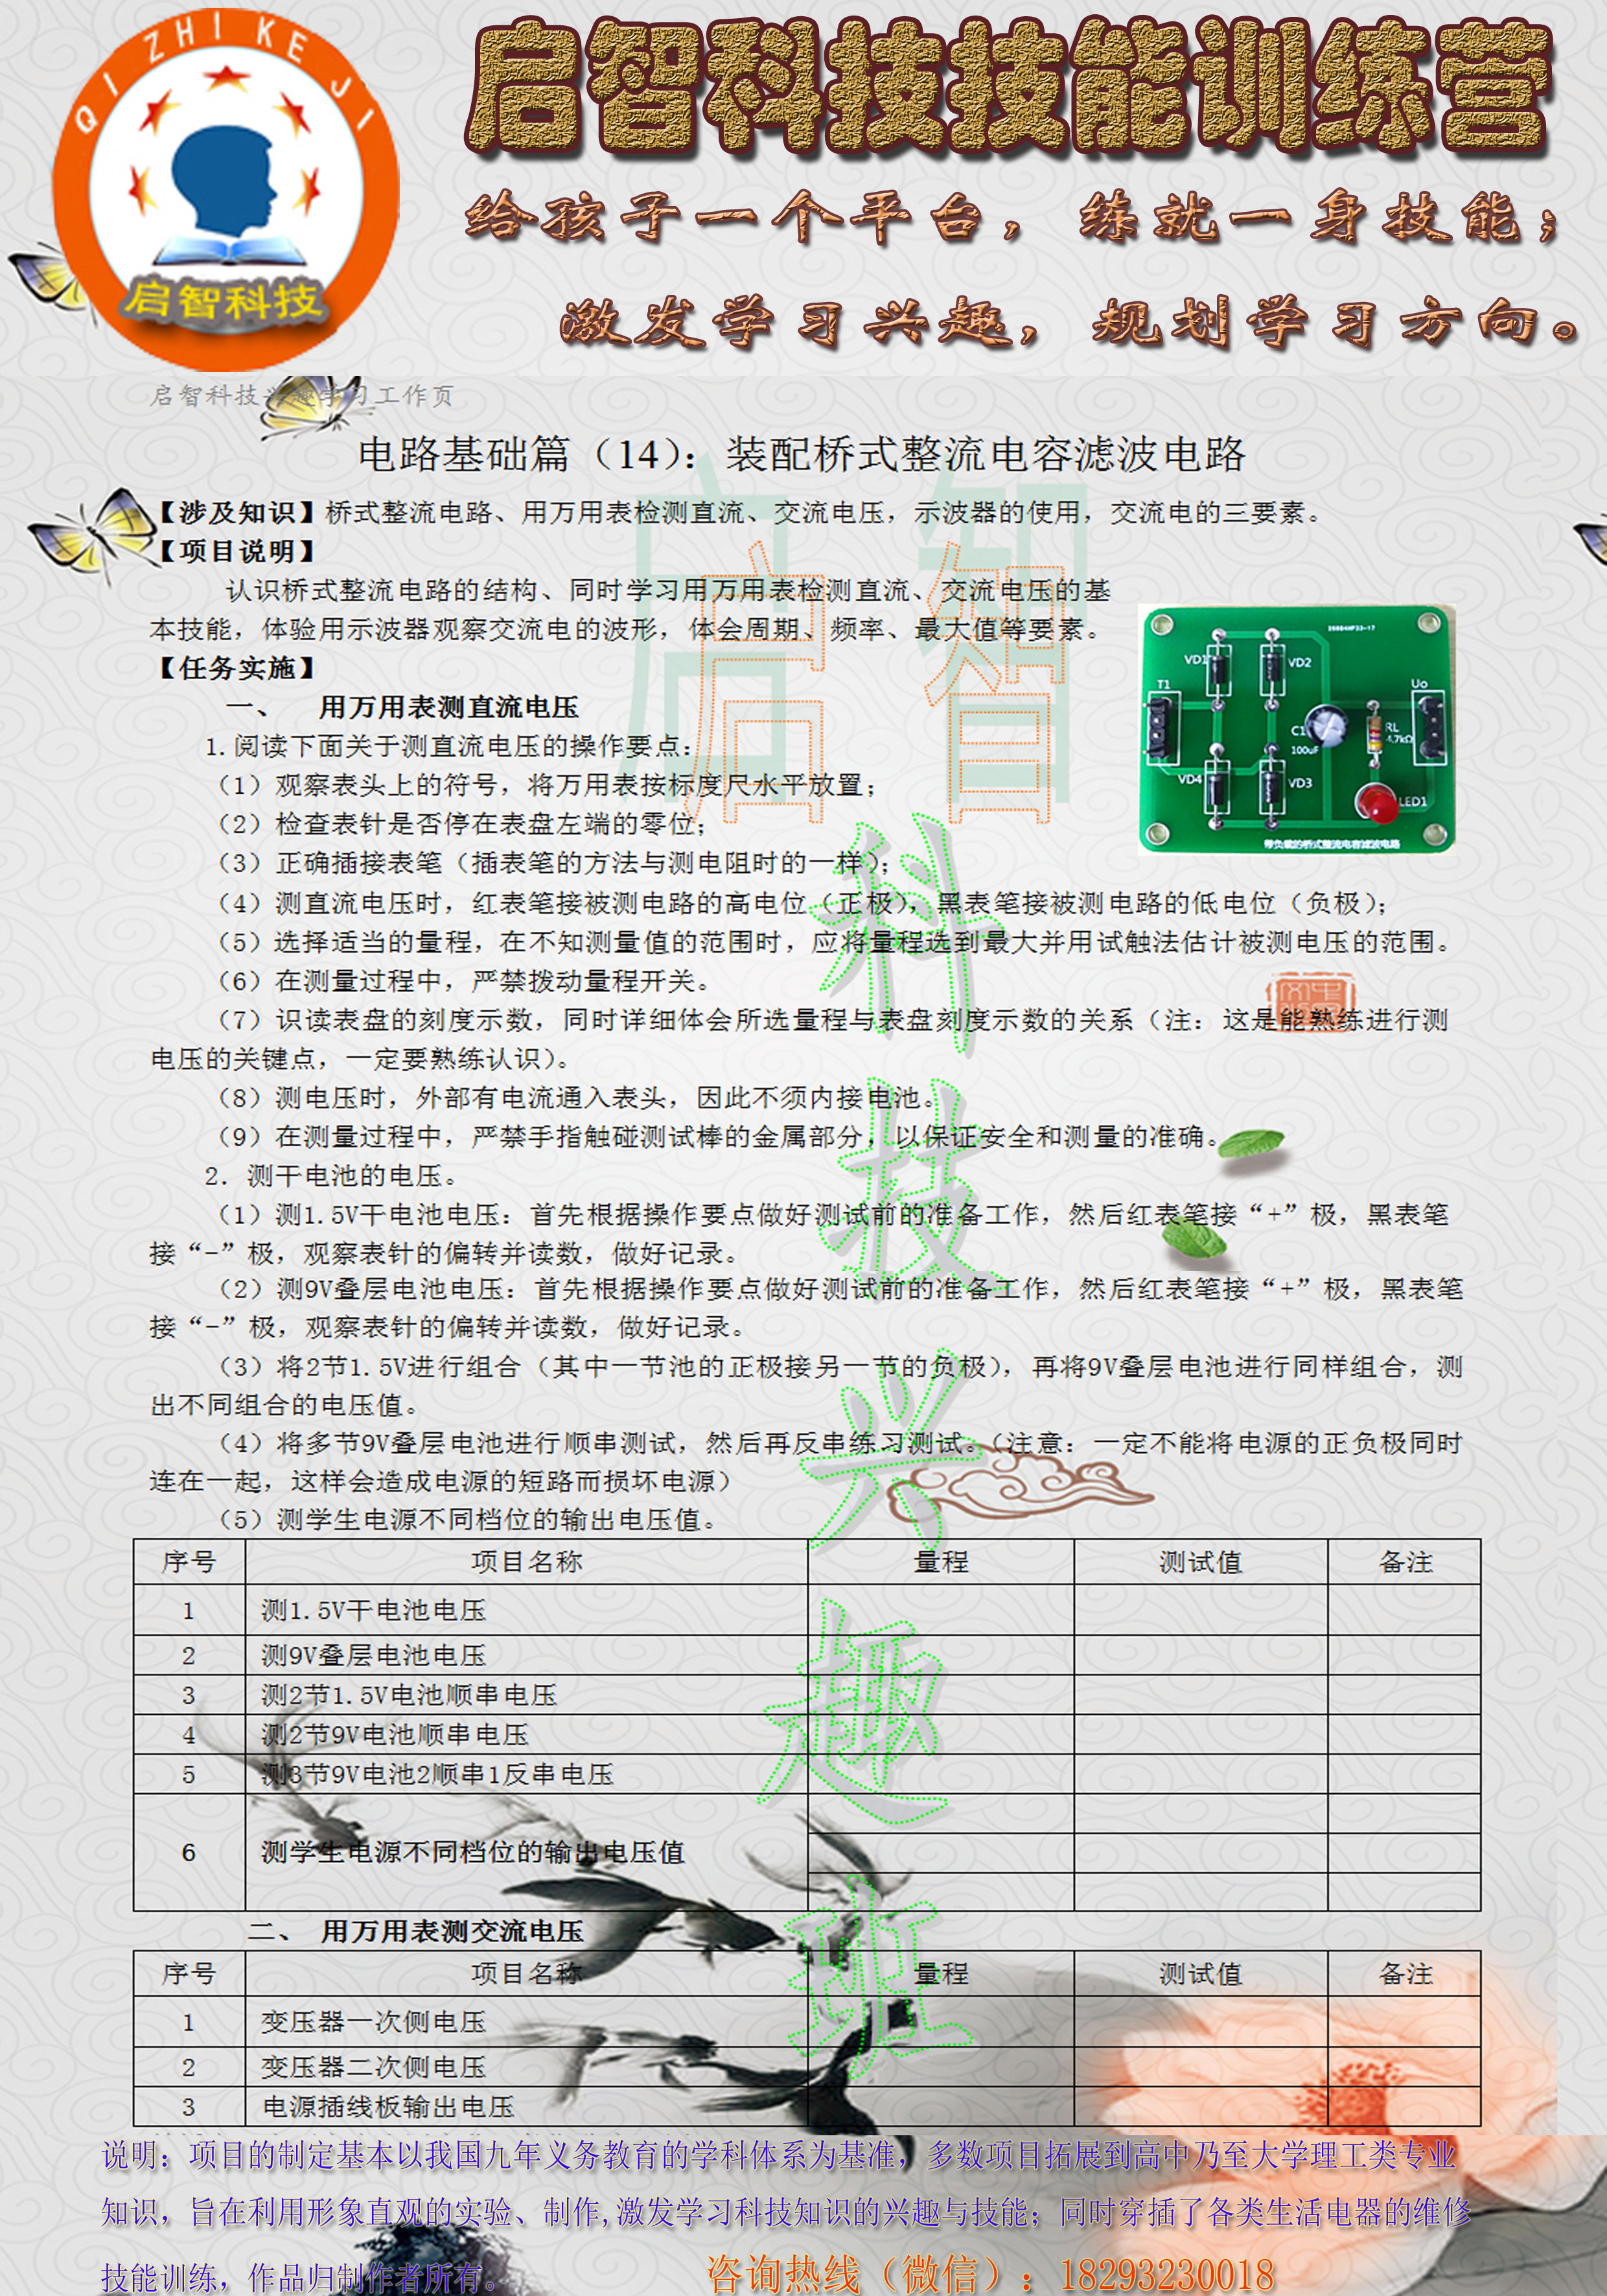 QI ZHI KE JI
启智科技
启智科技技能训练营
给孩子一个平台，练就一身技能；
激发学习兴趣，规划学习方向。
启智科技兴趣学习工作页
电路基础篇（14）：装配桥式整流电容滤波电路
【涉及知识】桥式整流电路、用万用表检测直流、交流电压，示波器的使用，交流电的三要素。
【项目说明】
认识桥式整流电路的结构、同时学习用万用表检测直流、交流电压的基
本技能，体验用示波器观察交流电的波形，体会周期、频率、最大值等要素。
【任务实施】
一、 用万用表测直流电压
1.阅读下面关于测直流电压的操作要点：
（1）观察表头上的符号，将万用表按标度尺水平放置；
（2）检查表针是否停在表盘左端的零位；
（3）正确插接表笔（插表笔的方法与测电阻时的一样）；
（4）测直流电压时，红表笔接被测电路的高电位（正极），黑表笔接被测电路的低电位（负极）；
（5）选择适当的量程，在不知测量值的范围时，应将量程选到最大并用试触法估计被测电压的范围。
（6）在测量过程中，严禁拨动量程开关。
（7）识读表盘的刻度示数，同时详细体会所选量程与表盘刻度示数的关系（注：这是能熟练进行测
电压的关键点，一定要熟练认识）。
（8）测电压时，外部有电流通入表头，因此不须内接电池。
（9）在测量过程中，严禁手指触碰测试棒的金属部分，以保证安全和测量的准确。
2．测干电池的电压。
（1）测1.5V干电池电压：首先根据操作要点做好测试前的准备工作，然后红表笔接“+”极，黑表笔
接“-”极，观察表针的偏转并读数，做好记录。
（2）测9V叠层电池电压：首先根据操作要点做好测试前的准备工作，然后红表笔接“+”极，黑表笔
接“-”极，观察表针的偏转并读数，做好记录。
（3）将2节1.5V进行组合（其中一节池的正极接另一节的负极），再将9V叠层电池进行同样组合，测
出不同组合的电压值。
（4）将多节9V叠层电池进行顺串测试，然后再反串练习测试。（注意：一定不能将电源的正负极同时
连在一起，这样会造成电源的短路而损坏电源）
（5）测学生电源不同档位的输出电压值。
VD1
VD2
T1
Uo
C1
100uF
RL
4.7kΩ
VD4
VD3
LED1
带负载的桥式整流电容滤波电路
启智
科技兴趣班
序号 项目名称 量程 测试值 备注
1 测1.5V干电池电压
2 测9V叠层电池电压
3 测2节1.5V电池顺串电压
4 测2节9V电池顺串电压
5 测3节9V电池2顺串1反串电压
6 测学生电源不同档位的输出电压值
二、 用万用表测交流电压
序号 项目名称 量程 测试值 备注
1 变压器一次侧电压
2 变压器二次侧电压
3 电源插线板输出电压
说明：项目的制定基本以我国九年义务教育的学科体系为基准，多数项目拓展到高中乃至大学理工类专业
知识，旨在利用形象直观的实验、制作,激发学习科技知识的兴趣与技能；同时穿插了各类生活电器的维修
技能训练，作品归制作者所有。 咨询热线（微信）：18293230018